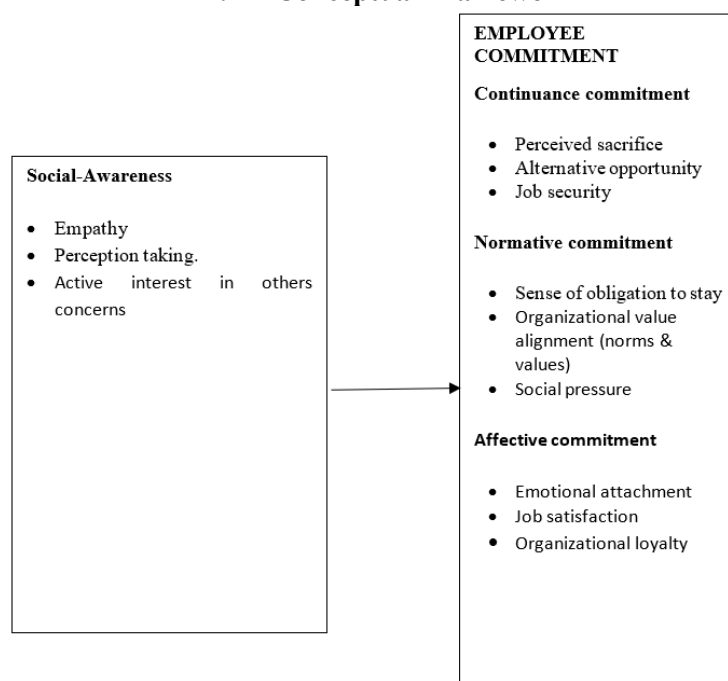 Social-Awareness
• Empathy
• Perception taking.
• Active interest in others
concerns
EMPLOYEE
COMMITMENT
Continuance commitment
• Perceived sacrifice
• Alternative opportunity
• Job security
Normative commitment
• Sense of obligation to stay
• Organizational value
alignment (norms &
values)
• Social pressure
Affective commitment
• Emotional attachment
• Job satisfaction
• Organizational loyalty